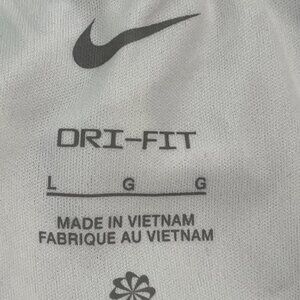 DRI-FIT
L G G
MADE IN VIETNAM
FABRIQUE AU VIETNAM